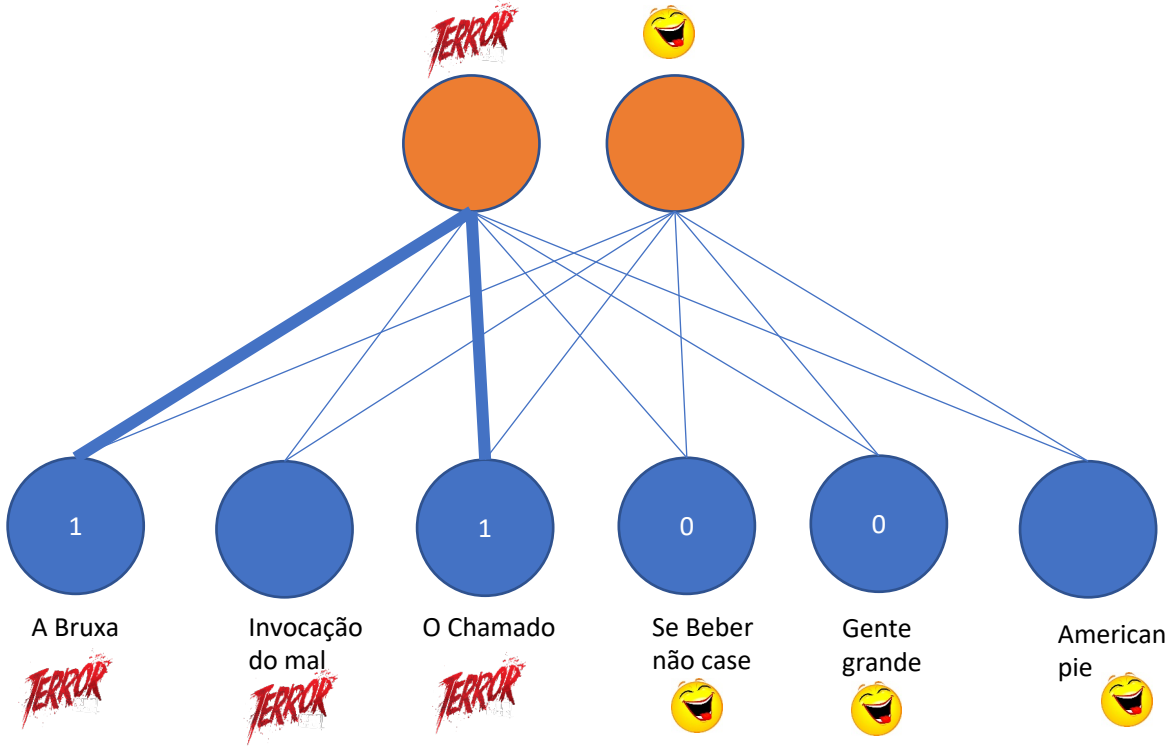 TERROR
1
1
0
0
A Bruxa
Invocação
do mal
O Chamado
Se Beber
não case
Gente
grande
American
pie
TERROR
TERROR
TERROR